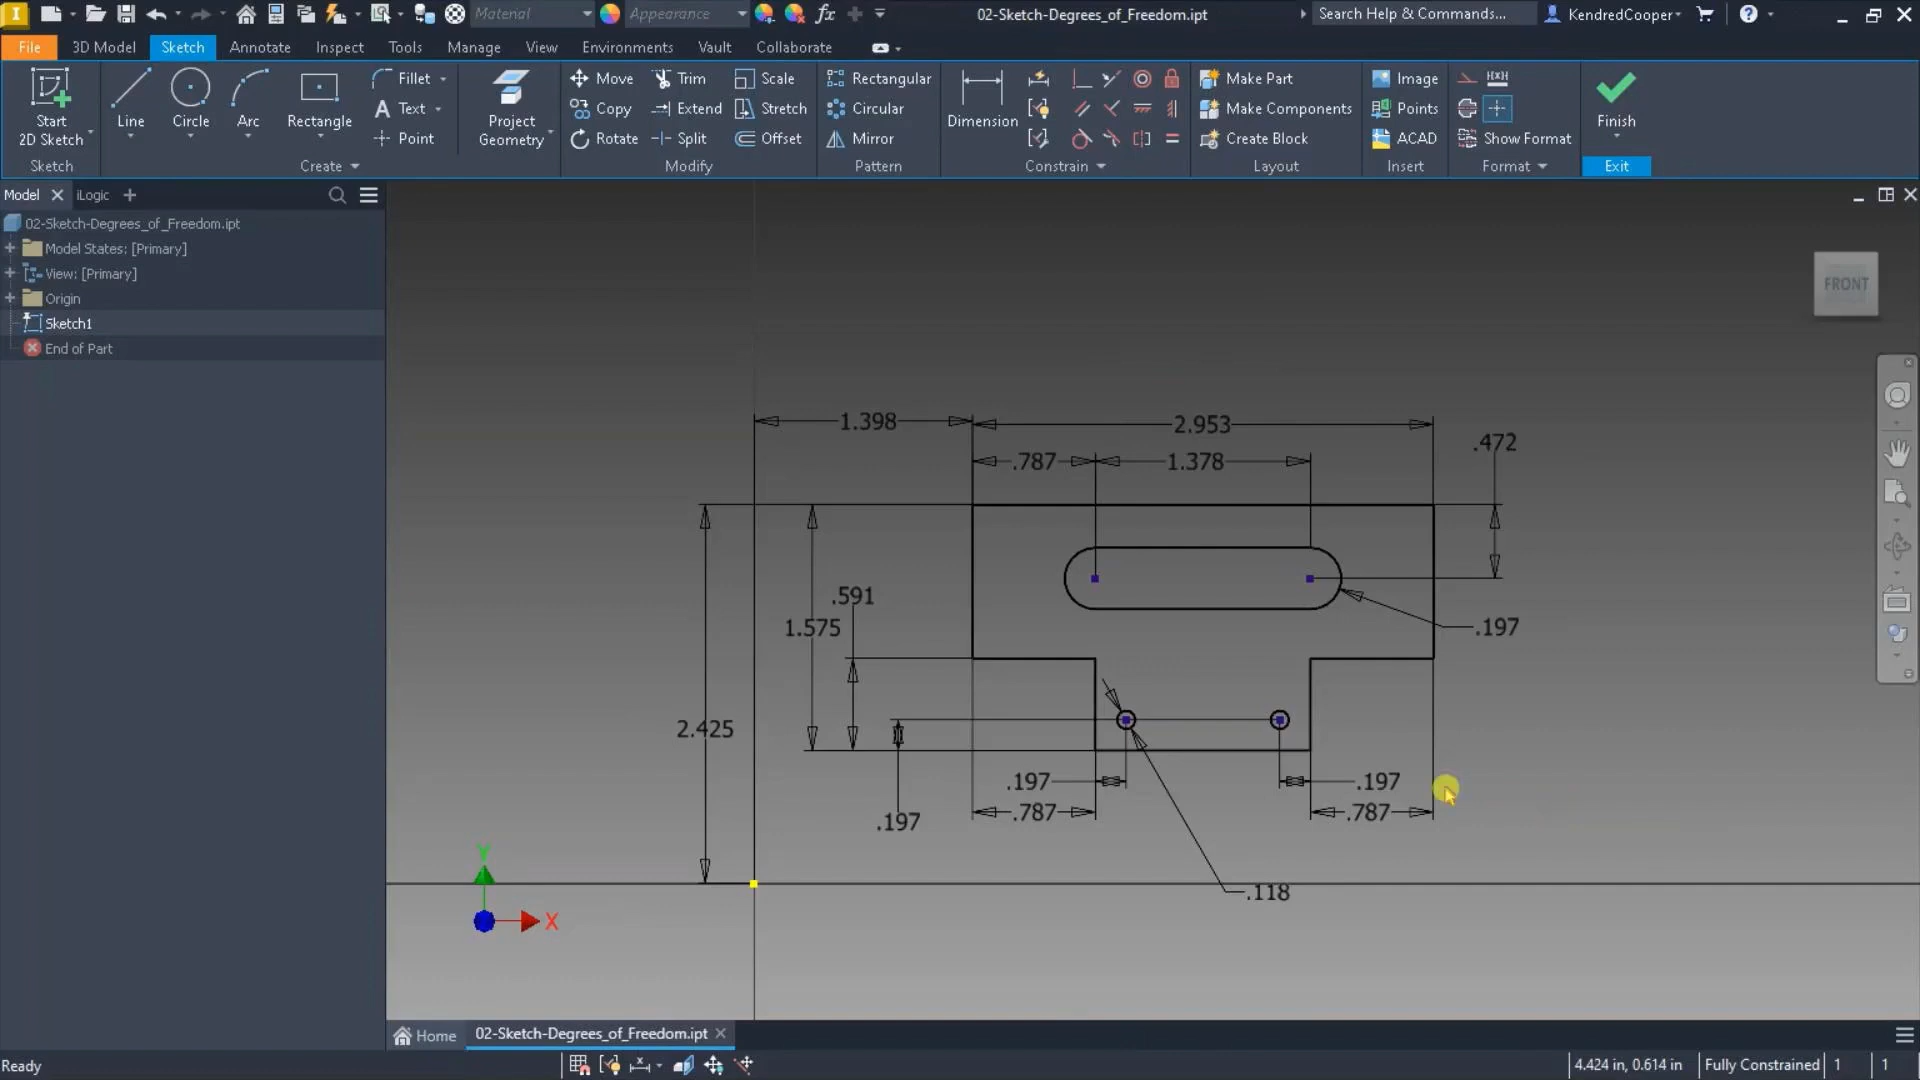 Material
Appearance
fx
02-Sketch-Degrees_of_Freedom.ipt
Search Help & Commands...
KendredCooper
File
3D Model
Sketch
Annotate
Inspect
Tools
Manage
View
Environments
Vault
Collaborate
Start
2D Sketch
Line
Circle
Arc
Rectangle
Fillet
Text
Point
Project
Geometry
Move
Copy
Rotate
Trim
Extend
Split
Scale
Stretch
Offset
Rectangular
Circular
Mirror
Dimension
Make Part
Make Components
Create Block
Image
Points
ACAD
Show Format
Finish
Sketch
Create
Modify
Pattern
Constrain
Layout
Insert
Format
Exit
Model
iLogic
02-Sketch-Degrees_of_Freedom.ipt
Model States: [Primary]
View: [Primary]
Origin
Sketch1
End of Part
FRONT
1.398
2.953
.472
.787
1.378
.591
1.575
.197
2.425
.197
.197
.787
.787
.197
.118
Y
X
Home
02-Sketch-Degrees_of_Freedom.ipt
Ready
4.424 in, 0.614 in
Fully Constrained
1
1